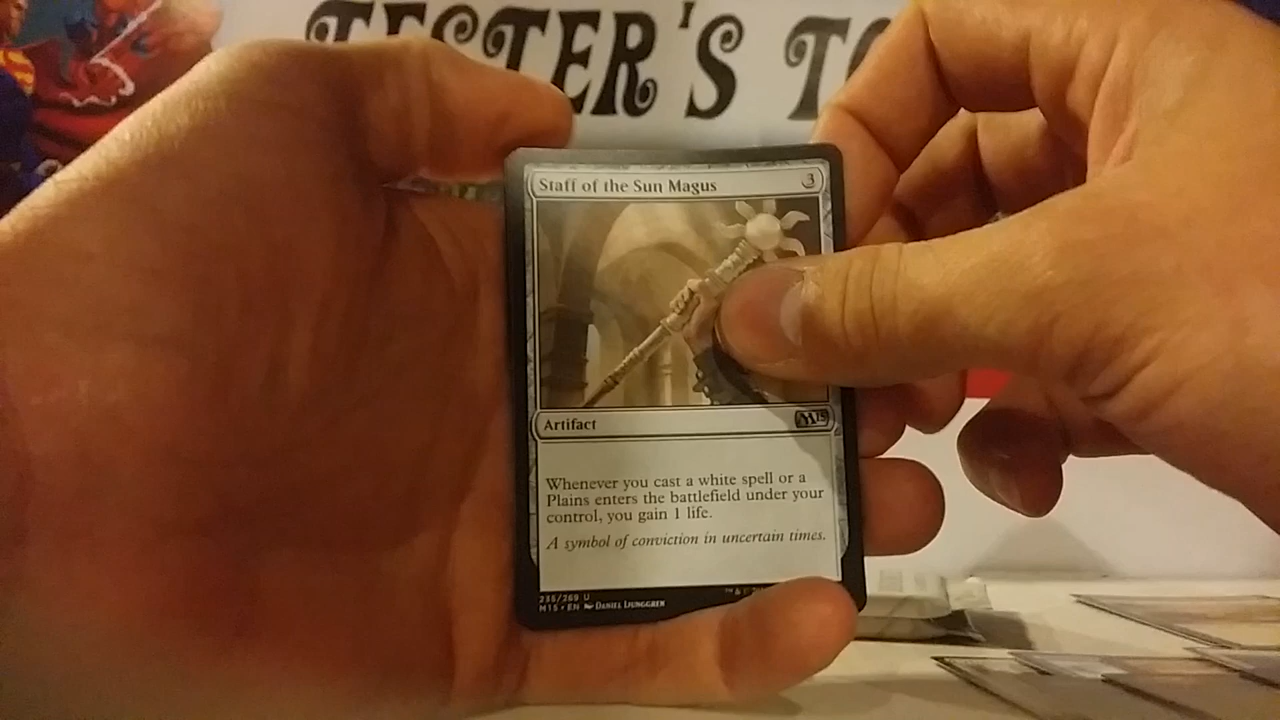 TESTER'S
Staff of the Sun Magus 3
Artifact M15
Whenever you cast a white spell or a
Plains enters the battlefield under your
control, you gain 1 life.
A symbol of conviction in uncertain times.
235/269 U
M15 • EN Daniel Ljunggren
™ &